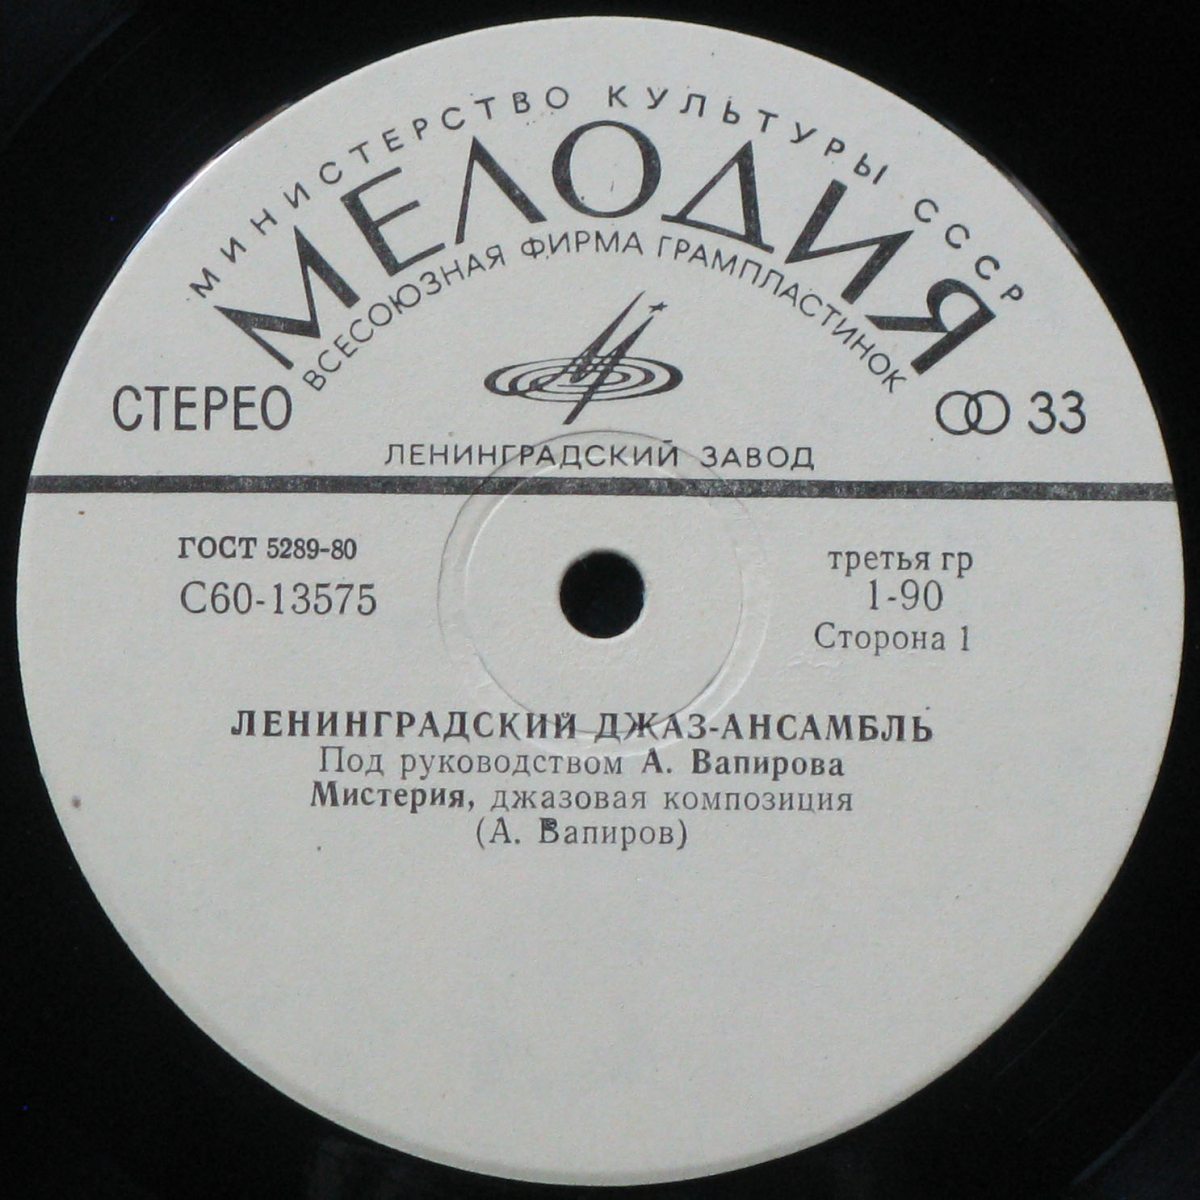 МИНИСТЕРСТВО КУЛЬТУРЫ СССР
МЕЛОДИЯ
ВСЕСОЮЗНАЯ ФИРМА ГРАМПЛАСТИНОК
СТЕРЕО
33
ЛЕНИНГРАДСКИЙ ЗАВОД
ГОСТ 5289-80
С60-13575
третья гр
1-90
Сторона 1
ЛЕНИНГРАДСКИЙ ДЖАЗ-АНСАМБЛЬ
Под руководством А. Вапирова
Мистерия, джазовая композиция
(А. Вапиров)